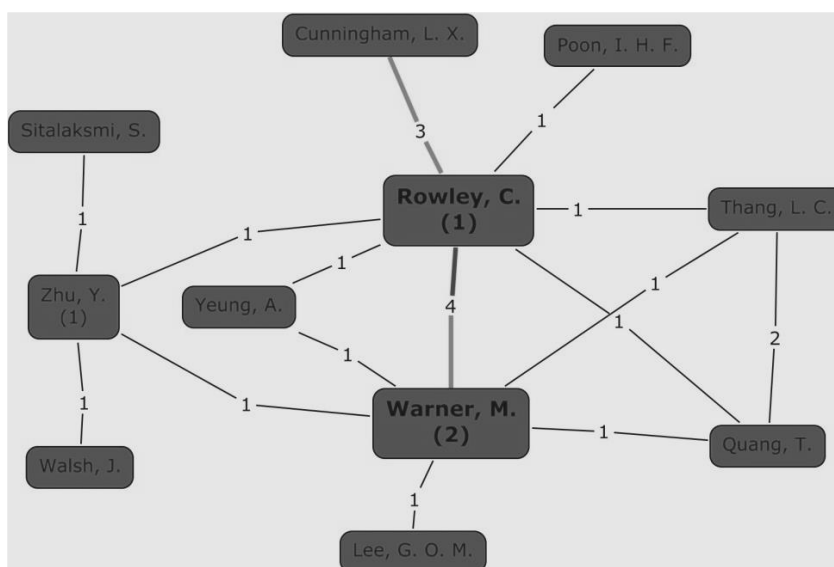 Cunningham, L. X.
Poon, I. H. F.
Sitalaksmi, S.
3
1
Rowley, C.
(1)
1
Thang, L. C.
1
1
1
1
Zhu, Y.
(1)
Yeung, A.
4
1
2
1
1
1
Warner, M.
(2)
1
Quang, T.
Walsh, J.
1
Lee, G. O. M.